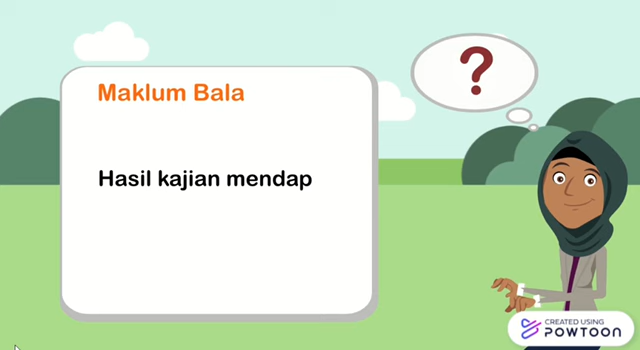 Maklum Bala
Hasil kajian mendap
?
CREATED USING
POWTOON